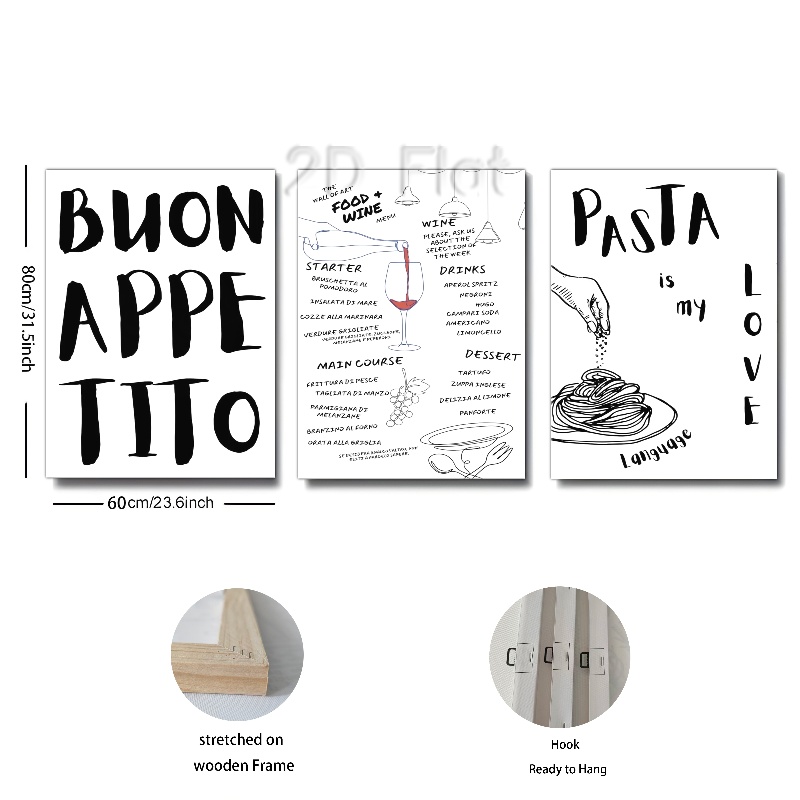 2D Flat
80cm/31.5inch
BUON
APPE
TITO
60cm/23.6inch
THE
WALL OF ART
FOOD +
WINE
MENU
WINE
PLEASE, ASK US
ABOUT THE
SELECTION OF
THE WEEK
STARTER
BRUSCHETTA AL
POMODORO
INSALATA DI MARE
COZZE ALLA MARINARA
VERDURE GRIGLIATE
DRINKS
APEROL SPRITZ
NEGRONI
HUGO
CAMPARI SODA
AMERICANO
LIMONCELLO
MAIN COURSE
FRITTURA DI PESCE
TAGLIATA DI MANZO
PARMIGIANA DI
MELANZANE
BRANZINO AL FORNO
ORATA ALLA GRIGLIA
DESSERT
TARTUFO
ZUPPA INGLESE
DELIZIA AL LIMONE
PANFORTE
PASTA
is
my
LOVE
Language
stretched on
wooden Frame
Hook
Ready to Hang